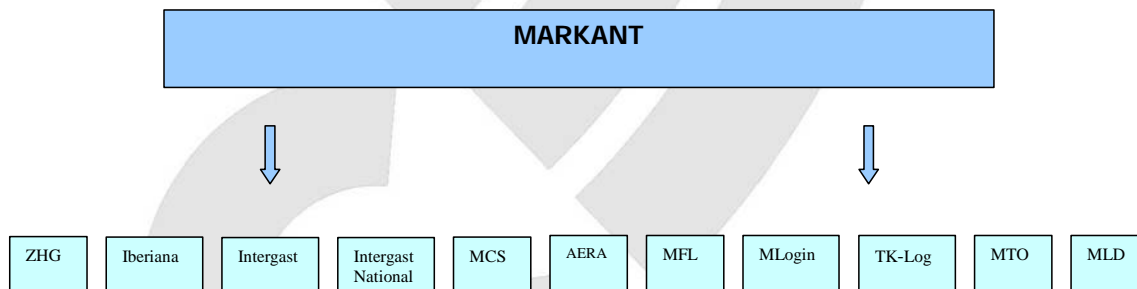 MARKANT
ZHG
Iberiana
Intergast
Intergast
National
MCS
AERA
MFL
MLogin
TK-Log
MTO
MLD